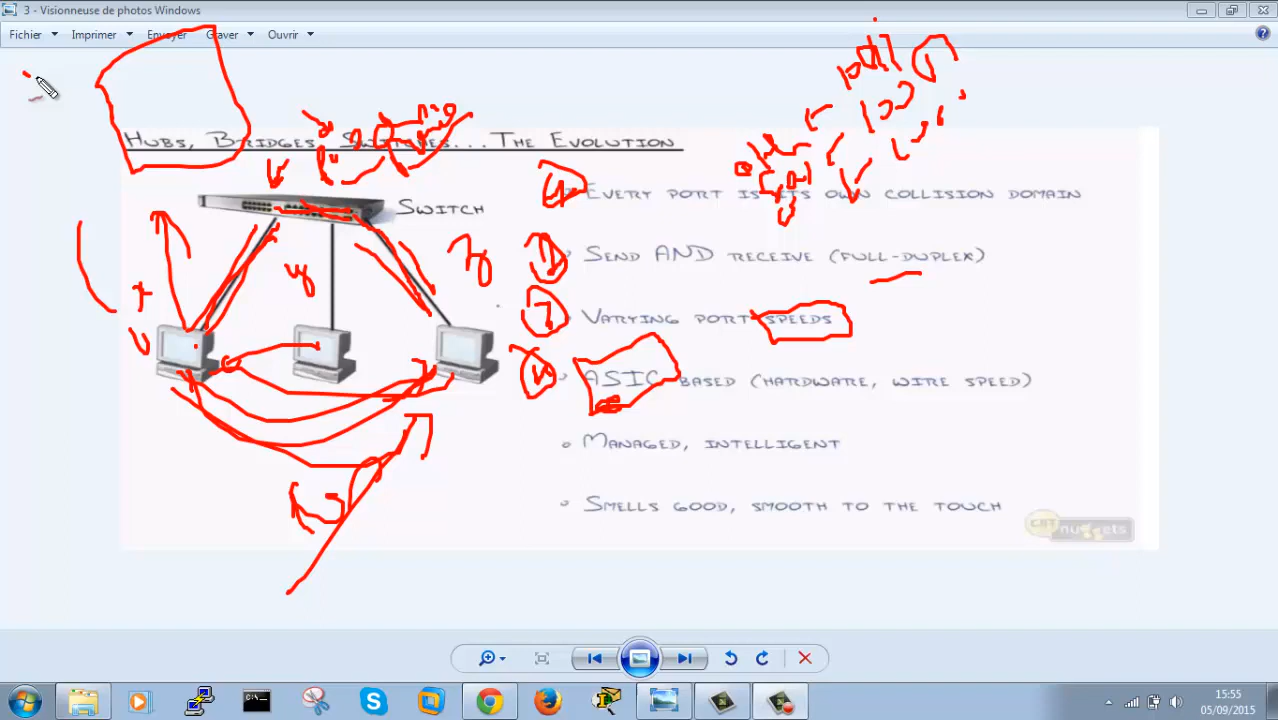 3 - Visionneuse de photos Windows
Fichier Imprimer Envoyer Graver Ouvrir
Hubs, Bridges, Switches... The Evolution
Switch
Every port is its own collision domain
Send AND receive (full-duplex)
Varying port speeds
ASIC based (hardware, wire speed)
Managed, intelligent
Smells good, smooth to the touch
CBT nuggets
15:55
05/09/2015